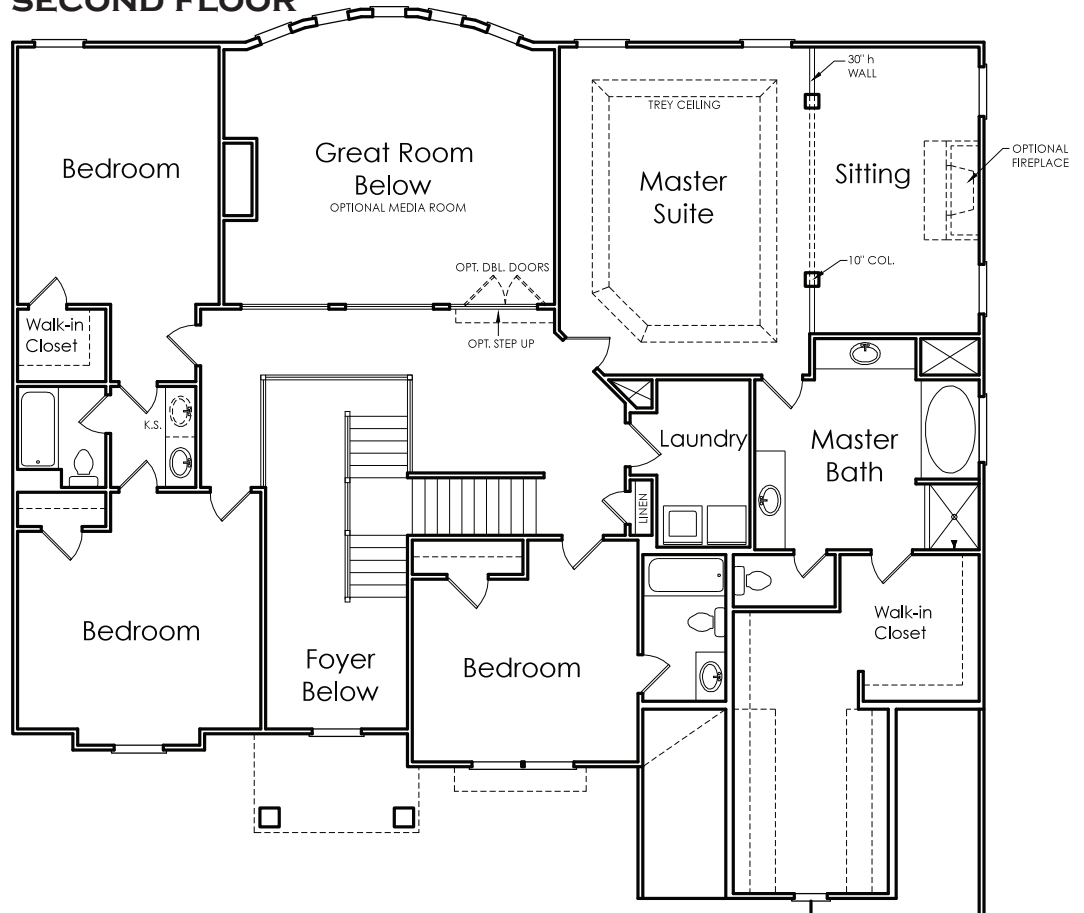 SECOND FLOOR
30" h
WALL
TREY CEILING
OPTIONAL
FIREPLACE
Bedroom
Great Room
Below
OPTIONAL MEDIA ROOM
Master
Suite
Sitting
OPT. DBL. DOORS
10" COL.
Walk-in
Closet
OPT. STEP UP
K.S.
Laundry
Master
Bath
LINEN
Bedroom
Foyer
Below
Bedroom
Walk-in
Closet